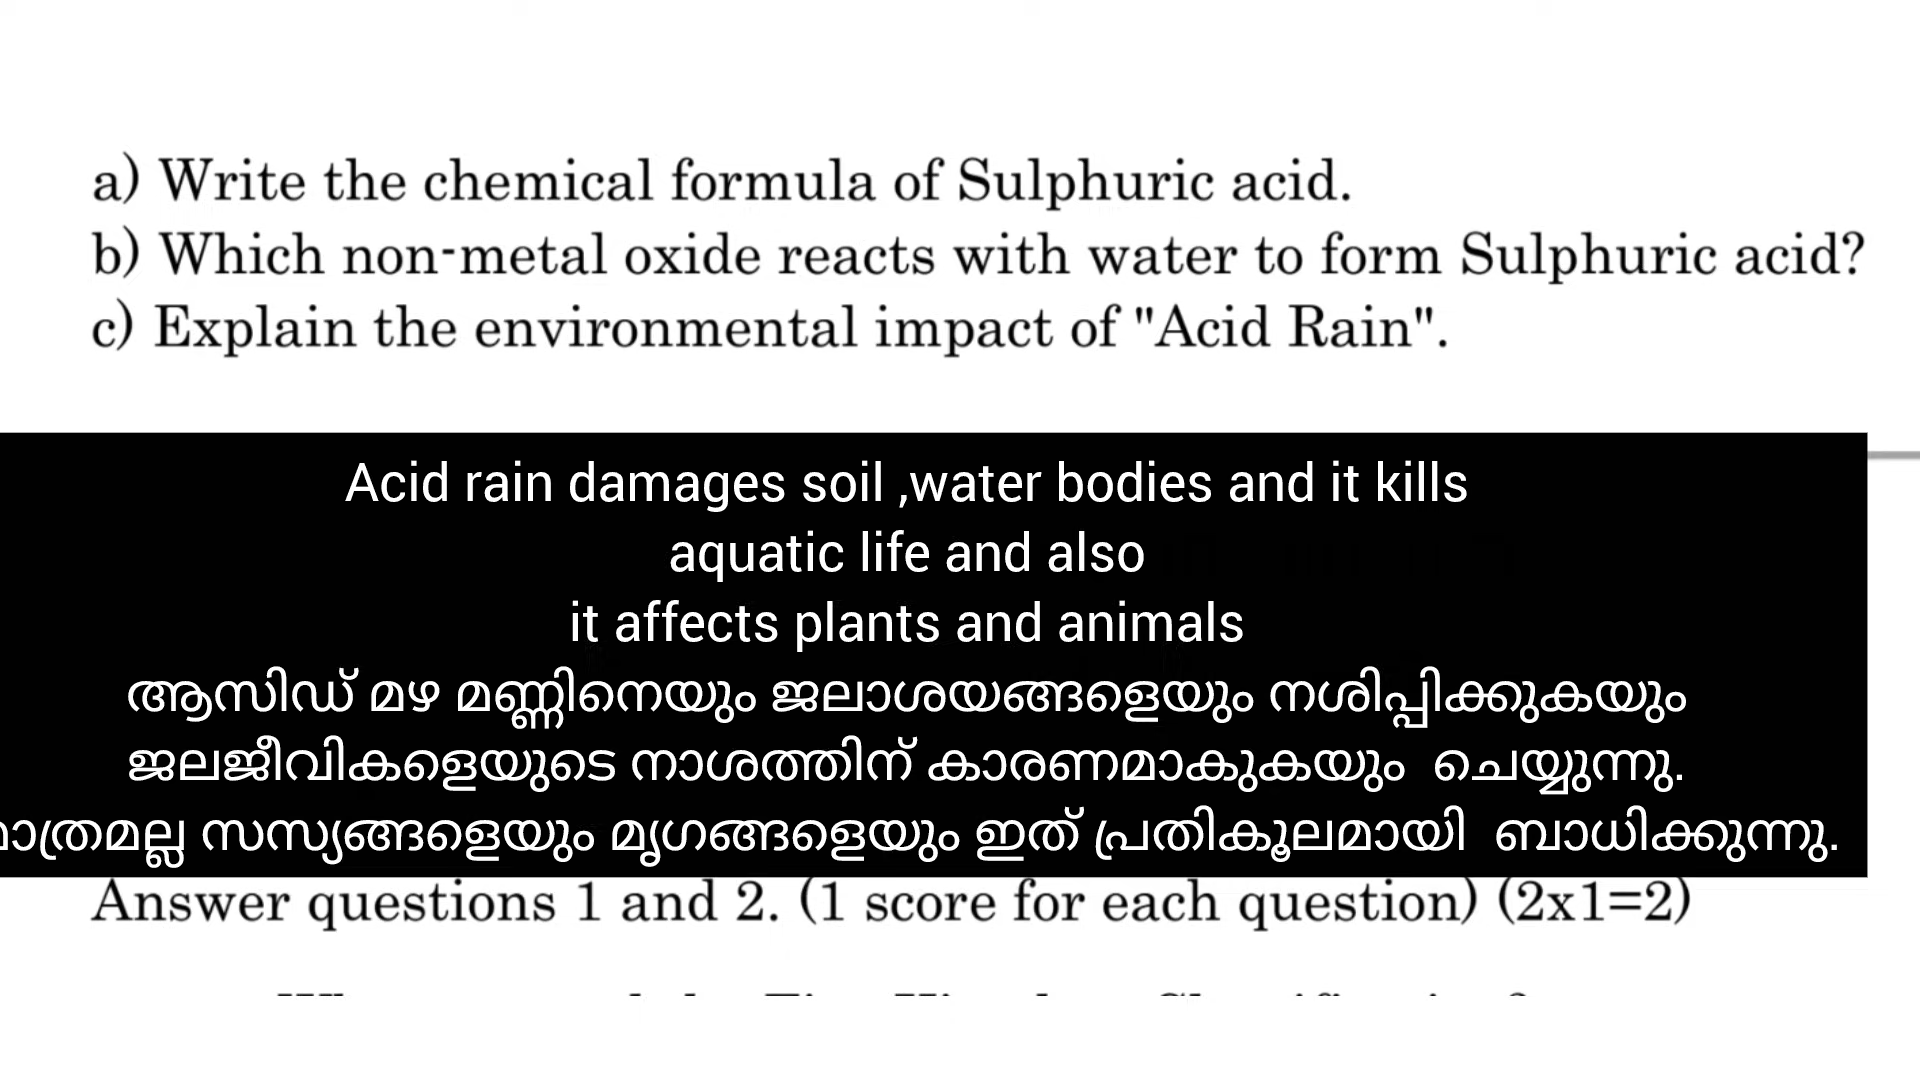 a) Write the chemical formula of Sulphuric acid.
b) Which non-metal oxide reacts with water to form Sulphuric acid?
c) Explain the environmental impact of "Acid Rain".
Acid rain damages soil ,water bodies and it kills
aquatic life and also
it affects plants and animals
ആസിഡ് മഴ മണ്ണിനെയും ജലാശയങ്ങളെയും നശിപ്പിക്കുകയും
ജലജീവികളെയുടെ നാശത്തിന് കാരണമാകുകയും  ചെയ്യുന്നു.
മാത്രമല്ല സസ്യങ്ങളെയും മൃഗങ്ങളെയും ഇത് പ്രതികൂലമായി  ബാധിക്കുന്നു.
Answer questions 1 and 2. (1 score for each question) (2x1=2)